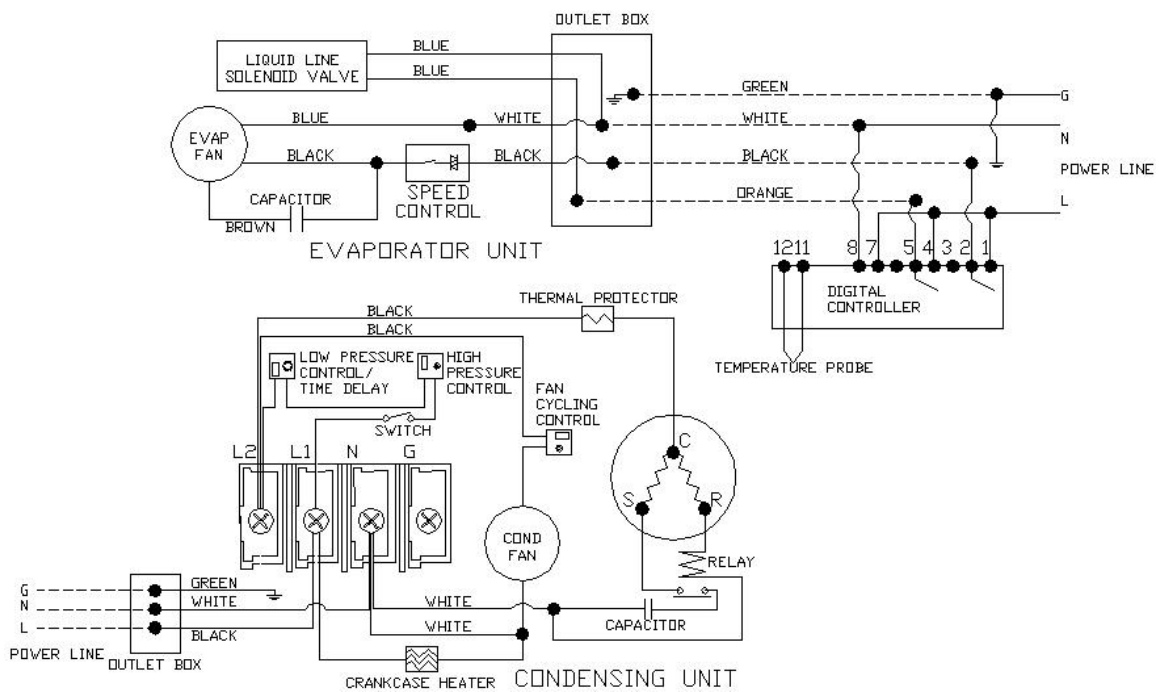 OUTLET BOX
BLUE
LIQUID LINE
SOLENOID VALVE
BLUE
GREEN
G
BLUE
WHITE
WHITE
N
EVAP
FAN
BLACK
BLACK
BLACK
POWER LINE
SPEED
CONTROL
CAPACITOR
ORANGE
L
BROWN
EVAPORATOR UNIT
12 11 8 7 5 4 3 2 1
DIGITAL
CONTROLLER
TEMPERATURE PROBE
THERMAL PROTECTOR
BLACK
BLACK
LOW PRESSURE
CONTROL/
TIME DELAY
HIGH
PRESSURE
CONTROL
FAN
CYCLING
CONTROL
SWITCH
L2 L1 N G
C
S R
COND
FAN
RELAY
G
GREEN
N
WHITE
WHITE
L
BLACK
WHITE
CAPACITOR
POWER LINE
OUTLET BOX
CRANKCASE HEATER
CONDENSING UNIT